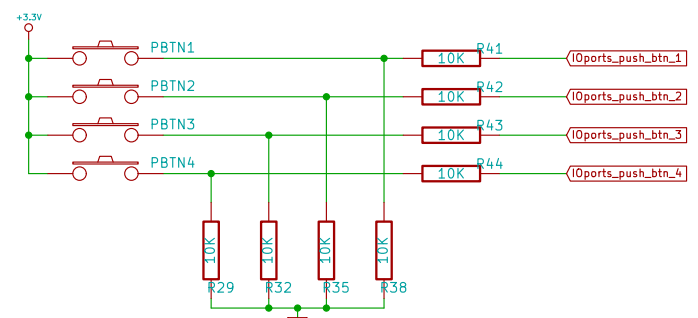 +3.3V
PBTN1
R41
10K
IOports_push_btn_1
PBTN2
R42
10K
IOports_push_btn_2
PBTN3
R43
10K
IOports_push_btn_3
PBTN4
R44
10K
IOports_push_btn_4
10K
10K
10K
10K
R29
R32
R35
R38